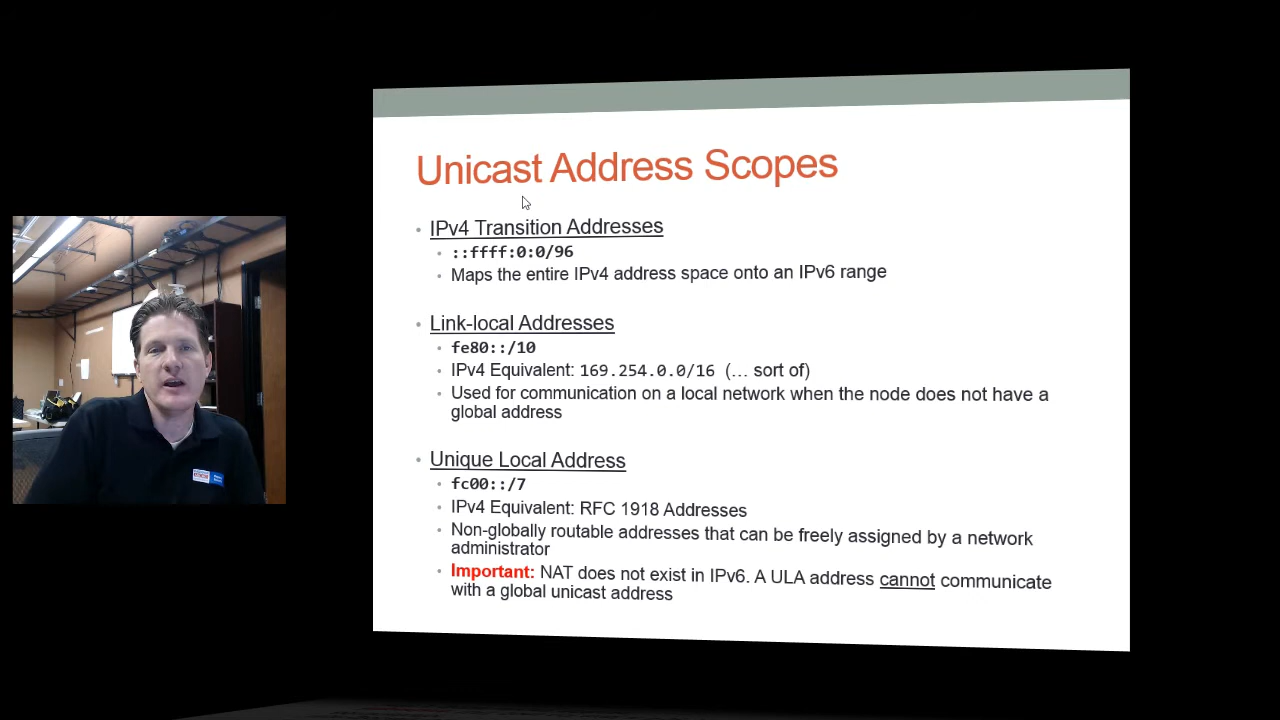 Unicast Address Scopes
IPv4 Transition Addresses
::ffff:0:0/96
Maps the entire IPv4 address space onto an IPv6 range
Link-local Addresses
fe80::/10
IPv4 Equivalent: 169.254.0.0/16 (… sort of)
Used for communication on a local network when the node does not have a
global address
Unique Local Address
fc00::/7
IPv4 Equivalent: RFC 1918 Addresses
Non-globally routable addresses that can be freely assigned by a network
administrator
Important: NAT does not exist in IPv6. A ULA address cannot communicate
with a global unicast address